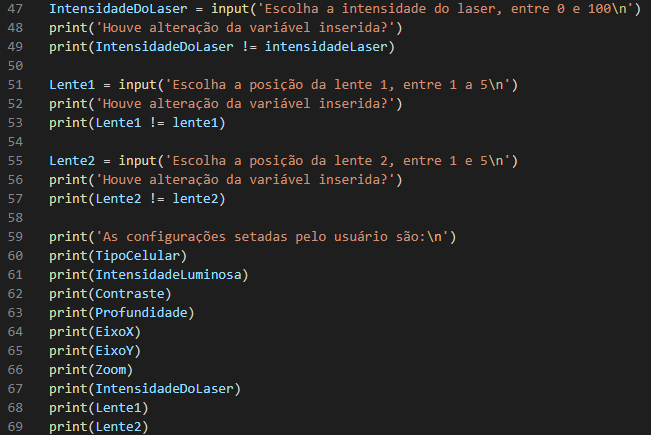 47 IntensidadeDoLaser = input('Escolha a intensidade do laser, entre 0 e 100\n')
48 print('Houve alteração da variável inserida?')
49 print(IntensidadeDoLaser != intensidadeLaser)
50
51 Lente1 = input('Escolha a posição da lente 1, entre 1 a 5\n')
52 print('Houve alteração da variável inserida?')
53 print(Lente1 != lente1)
54
55 Lente2 = input('Escolha a posição da lente 2, entre 1 e 5\n')
56 print('Houve alteração da variável inserida?')
57 print(Lente2 != lente2)
58
59 print('As configurações setadas pelo usuário são:\n')
60 print(TipoCelular)
61 print(IntensidadeLuminosa)
62 print(Contraste)
63 print(Profundidade)
64 print(EixoX)
65 print(EixoY)
66 print(Zoom)
67 print(IntensidadeDoLaser)
68 print(Lente1)
69 print(Lente2)